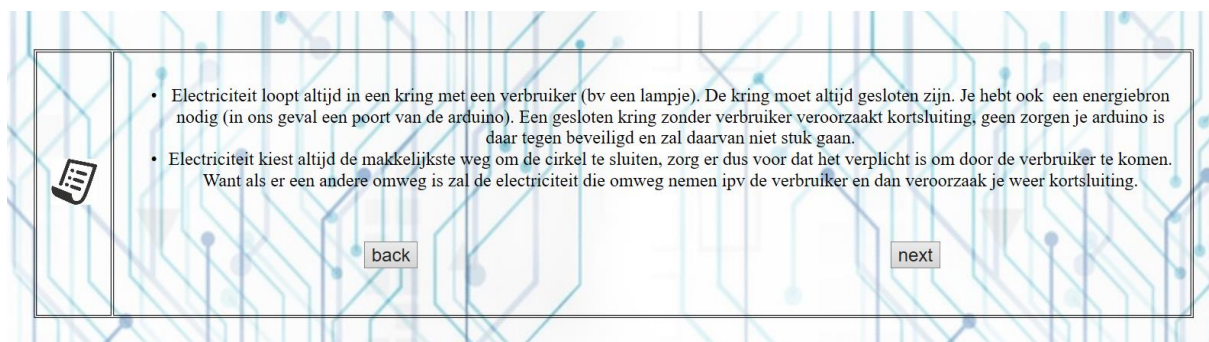 • Electriciteit loopt altijd in een kring met een verbruiker (bv een lampje). De kring moet altijd gesloten zijn. Je hebt ook  een energiebron
nodig (in ons geval een poort van de arduino). Een gesloten kring zonder verbruiker veroorzaakt kortsluiting, geen zorgen je arduino is
daar tegen beveiligd en zal daarvan niet stuk gaan.
• Electriciteit kiest altijd de makkelijkste weg om de cirkel te sluiten, zorg er dus voor dat het verplicht is om door de verbruiker te komen.
Want als er een andere omweg is zal de electriciteit die omweg nemen ipv de verbruiker en dan veroorzaak je weer kortsluiting.
back
next